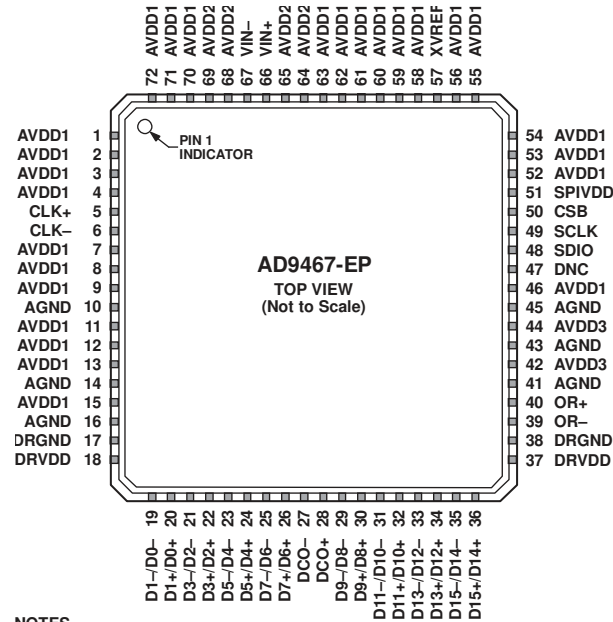 72 AVDD1
71 AVDD1
70 AVDD1
69 AVDD2
68 AVDD2
67 VIN–
66 VIN+
65 AVDD2
64 AVDD2
63 AVDD1
62 AVDD1
61 AVDD1
60 AVDD1
59 AVDD1
58 AVDD1
57 XVREF
56 AVDD1
55 AVDD1
AVDD1 1
AVDD1 2
AVDD1 3
AVDD1 4
CLK+ 5
CLK– 6
AVDD1 7
AVDD1 8
AVDD1 9
AGND 10
AVDD1 11
AVDD1 12
AVDD1 13
AGND 14
AVDD1 15
AGND 16
DRGND 17
DRVDD 18
PIN 1
INDICATOR
AD9467-EP
TOP VIEW
(Not to Scale)
54 AVDD1
53 AVDD1
52 AVDD1
51 SPIVDD
50 CSB
49 SCLK
48 SDIO
47 DNC
46 AVDD1
45 AGND
44 AVDD3
43 AGND
42 AVDD3
41 AGND
40 OR+
39 OR–
38 DRGND
37 DRVDD
D1–/D0– 19
D1+/D0+ 20
D3–/D2– 21
D3+/D2+ 22
D5–/D4– 23
D5+/D4+ 24
D7–/D6– 25
D7+/D6+ 26
DCO– 27
DCO+ 28
D9–/D8– 29
D9+/D8+ 30
D11–/D10– 31
D11+/D10+ 32
D13–/D12– 33
D13+/D12+ 34
D15–/D14– 35
D15+/D14+ 36
NOTES